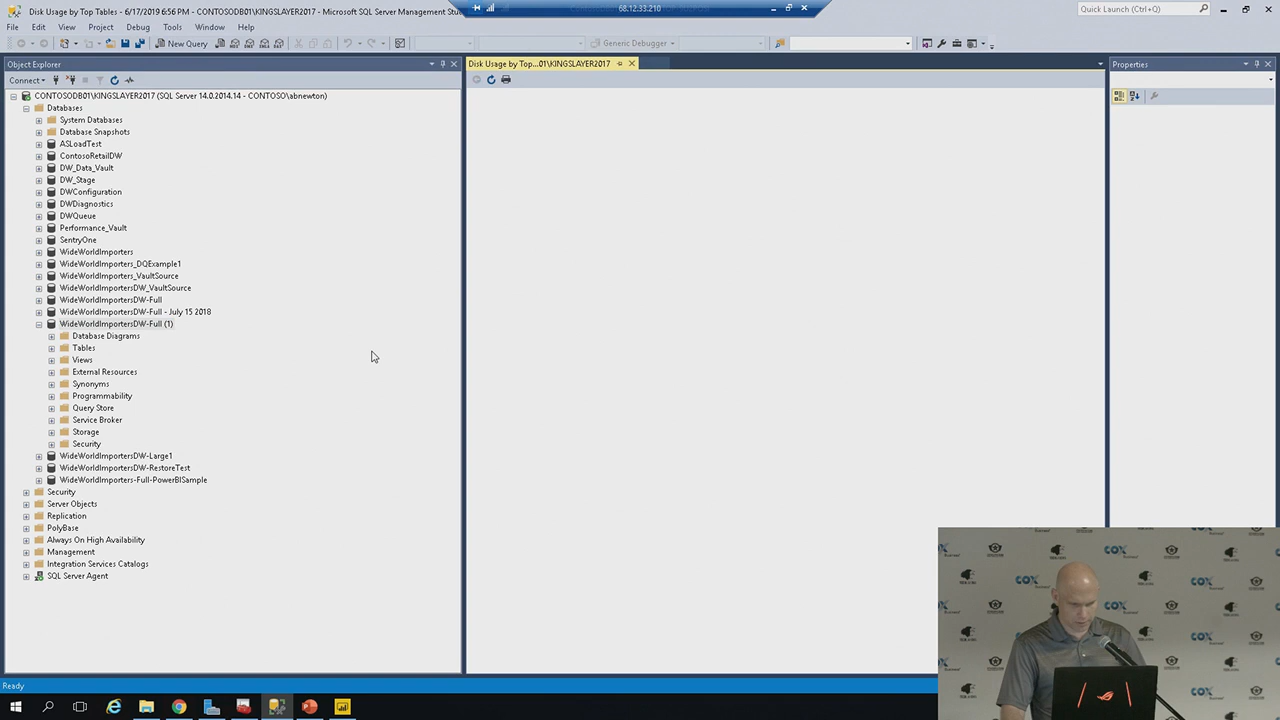 Disk Usage by Top Tables - 6/17/2019 6:56 PM - CONTOSODB01\KINGSLAYER2017 - Microsoft SQL Server Management Stu
68.12.33.210
Quick Launch (Ctrl+Q)
File Edit View Project Debug Tools Window Help
New Query
Generic Debugger
Object Explorer
Disk Usage by Top...01\KINGSLAYER2017
Properties
Connect
CONTOSODB01\KINGSLAYER2017 (SQL Server 14.0.2014.14 - CONTOSO\abnewton)
Databases
System Databases
Database Snapshots
ASLoadTest
ContosoRetailDW
DW_Data_Vault
DW_Stage
DWConfiguration
DWDiagnostics
DWQueue
Performance_Vault
SentryOne
WideWorldImporters
WideWorldImporters_DQExample1
WideWorldImporters_VaultSource
WideWorldImportersDW_VaultSource
WideWorldImportersDW-Full
WideWorldImportersDW-Full - July 15 2018
WideWorldImportersDW-Full (1)
Database Diagrams
Tables
Views
External Resources
Synonyms
Programmability
Query Store
Service Broker
Storage
Security
WideWorldImportersDW-Large1
WideWorldImportersDW-RestoreTest
WideWorldImporters-Full-PowerBISample
Security
Server Objects
Replication
PolyBase
Always On High Availability
Management
Integration Services Catalogs
SQL Server Agent
Ready
COX
COX
COX
COX